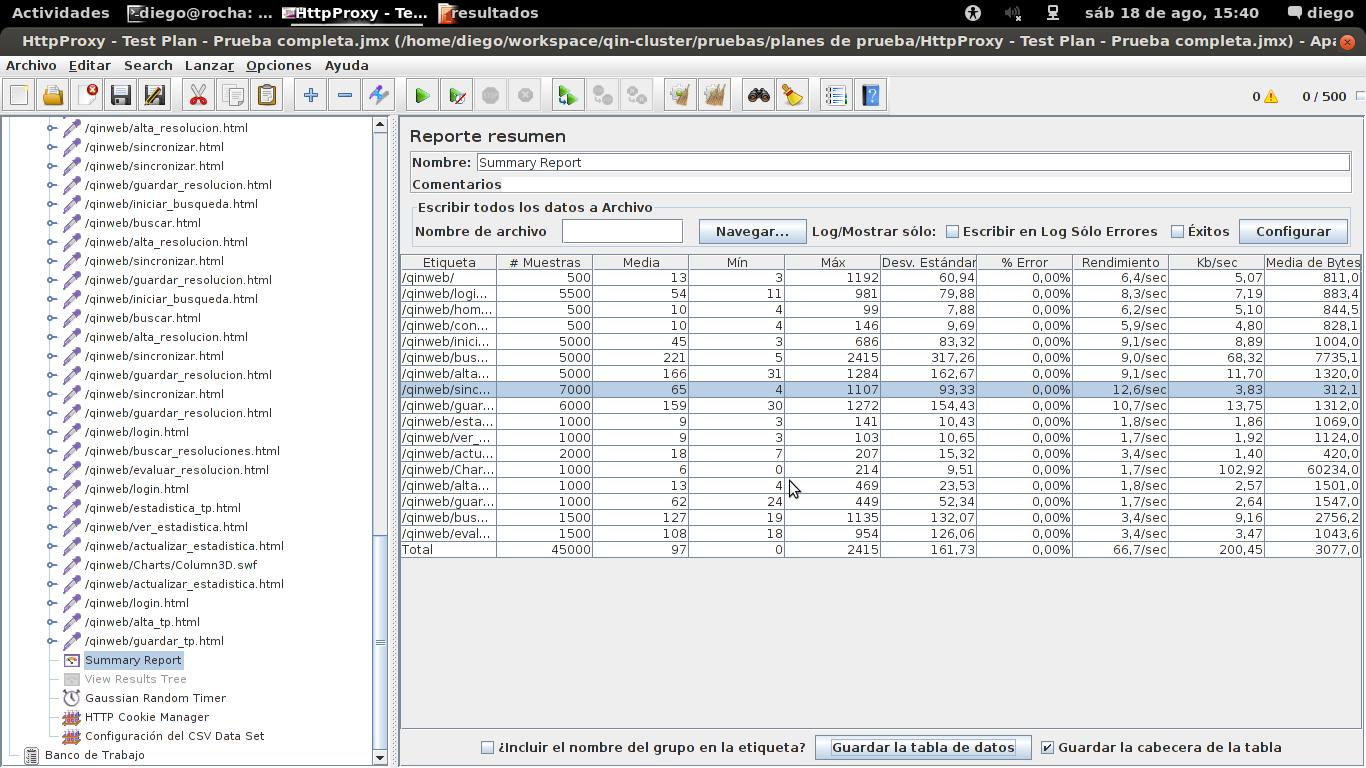 Actividades diego@rocha: ... HttpProxy - Te... resultados sáb 18 de ago, 15:40 diego
HttpProxy - Test Plan - Prueba completa.jmx (/home/diego/workspace/qin-cluster/pruebas/planes de prueba/HttpProxy - Test Plan - Prueba completa.jmx) - Apa
Archivo Editar Search Lanzar Opciones Ayuda
0 0 / 500
/qinweb/alta_resolucion.html
/qinweb/sincronizar.html
/qinweb/sincronizar.html
/qinweb/guardar_resolucion.html
/qinweb/iniciar_busqueda.html
/qinweb/buscar.html
/qinweb/alta_resolucion.html
/qinweb/sincronizar.html
/qinweb/guardar_resolucion.html
/qinweb/iniciar_busqueda.html
/qinweb/buscar.html
/qinweb/alta_resolucion.html
/qinweb/sincronizar.html
/qinweb/guardar_resolucion.html
/qinweb/sincronizar.html
/qinweb/guardar_resolucion.html
/qinweb/login.html
/qinweb/buscar_resoluciones.html
/qinweb/evaluar_resolucion.html
/qinweb/login.html
/qinweb/estadistica_tp.html
/qinweb/ver_estadistica.html
/qinweb/actualizar_estadistica.html
/qinweb/Charts/Column3D.swf
/qinweb/actualizar_estadistica.html
/qinweb/login.html
/qinweb/alta_tp.html
/qinweb/guardar_tp.html
Summary Report
View Results Tree
Gaussian Random Timer
HTTP Cookie Manager
Configuración del CSV Data Set
Banco de Trabajo
Reporte resumen
Nombre: Summary Report
Comentarios
Escribir todos los datos a Archivo
Nombre de archivo Navegar... Log/Mostrar sólo: Escribir en Log Sólo Errores Éxitos Configurar
Etiqueta # Muestras Media Mín Máx Desv. Estándar % Error Rendimiento Kb/sec Media de Bytes
/qinweb/ 500 13 3 1192 60,94 0,00% 6,4/sec 5,07 811,0
/qinweb/logi... 5500 54 11 981 79,88 0,00% 8,3/sec 7,19 883,4
/qinweb/hom... 500 10 4 99 7,88 0,00% 6,2/sec 5,10 844,5
/qinweb/con... 500 10 4 146 9,69 0,00% 5,9/sec 4,80 828,1
/qinweb/inici... 5000 45 3 686 83,32 0,00% 9,1/sec 8,89 1004,0
/qinweb/bus... 5000 221 5 2415 317,26 0,00% 9,0/sec 68,32 7735,1
/qinweb/alta... 5000 166 31 1284 162,67 0,00% 9,1/sec 11,70 1320,0
/qinweb/sinc... 7000 65 4 1107 93,33 0,00% 12,6/sec 3,83 312,1
/qinweb/guar... 6000 159 30 1272 154,43 0,00% 10,7/sec 13,75 1312,0
/qinweb/esta... 1000 9 3 141 10,43 0,00% 1,8/sec 1,86 1069,0
/qinweb/ver_... 1000 9 3 103 10,65 0,00% 1,7/sec 1,92 1124,0
/qinweb/actu... 2000 18 7 207 15,32 0,00% 3,4/sec 1,40 420,0
/qinweb/Char... 1000 6 0 214 9,51 0,00% 1,7/sec 102,92 60234,0
/qinweb/alta... 1000 13 4 469 23,53 0,00% 1,8/sec 2,57 1501,0
/qinweb/guar... 1000 62 24 449 52,34 0,00% 1,7/sec 2,64 1547,0
/qinweb/bus... 1500 127 19 1135 132,07 0,00% 3,4/sec 9,16 2756,2
/qinweb/eval... 1500 108 18 954 126,06 0,00% 3,4/sec 3,47 1043,6
Total 45000 97 0 2415 161,73 0,00% 66,7/sec 200,45 3077,0
¿Incluir el nombre del grupo en la etiqueta? Guardar la tabla de datos Guardar la cabecera de la tabla